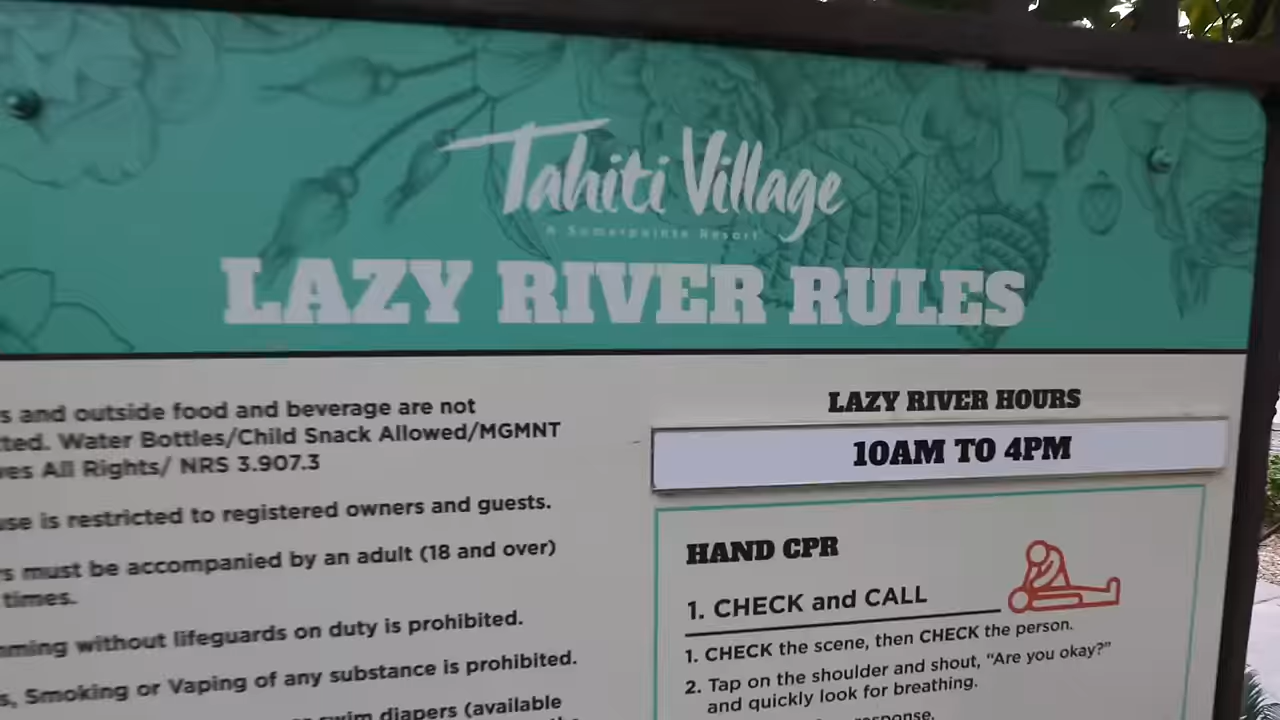 Tahiti Village
A Somerpointe Resort
LAZY RIVER RULES
s and outside food and beverage are not
ted. Water Bottles/Child Snack Allowed/MGMNT
ves All Rights/ NRS 3.907.3
use is restricted to registered owners and guests.
s must be accompanied by an adult (18 and over)
times.
mming without lifeguards on duty is prohibited.
s, Smoking or Vaping of any substance is prohibited.
swim diapers (available
the
LAZY RIVER HOURS
10AM TO 4PM
HAND CPR
1. CHECK and CALL
1. CHECK the scene, then CHECK the person.
2. Tap on the shoulder and shout, "Are you okay?"
and quickly look for breathing.
response.